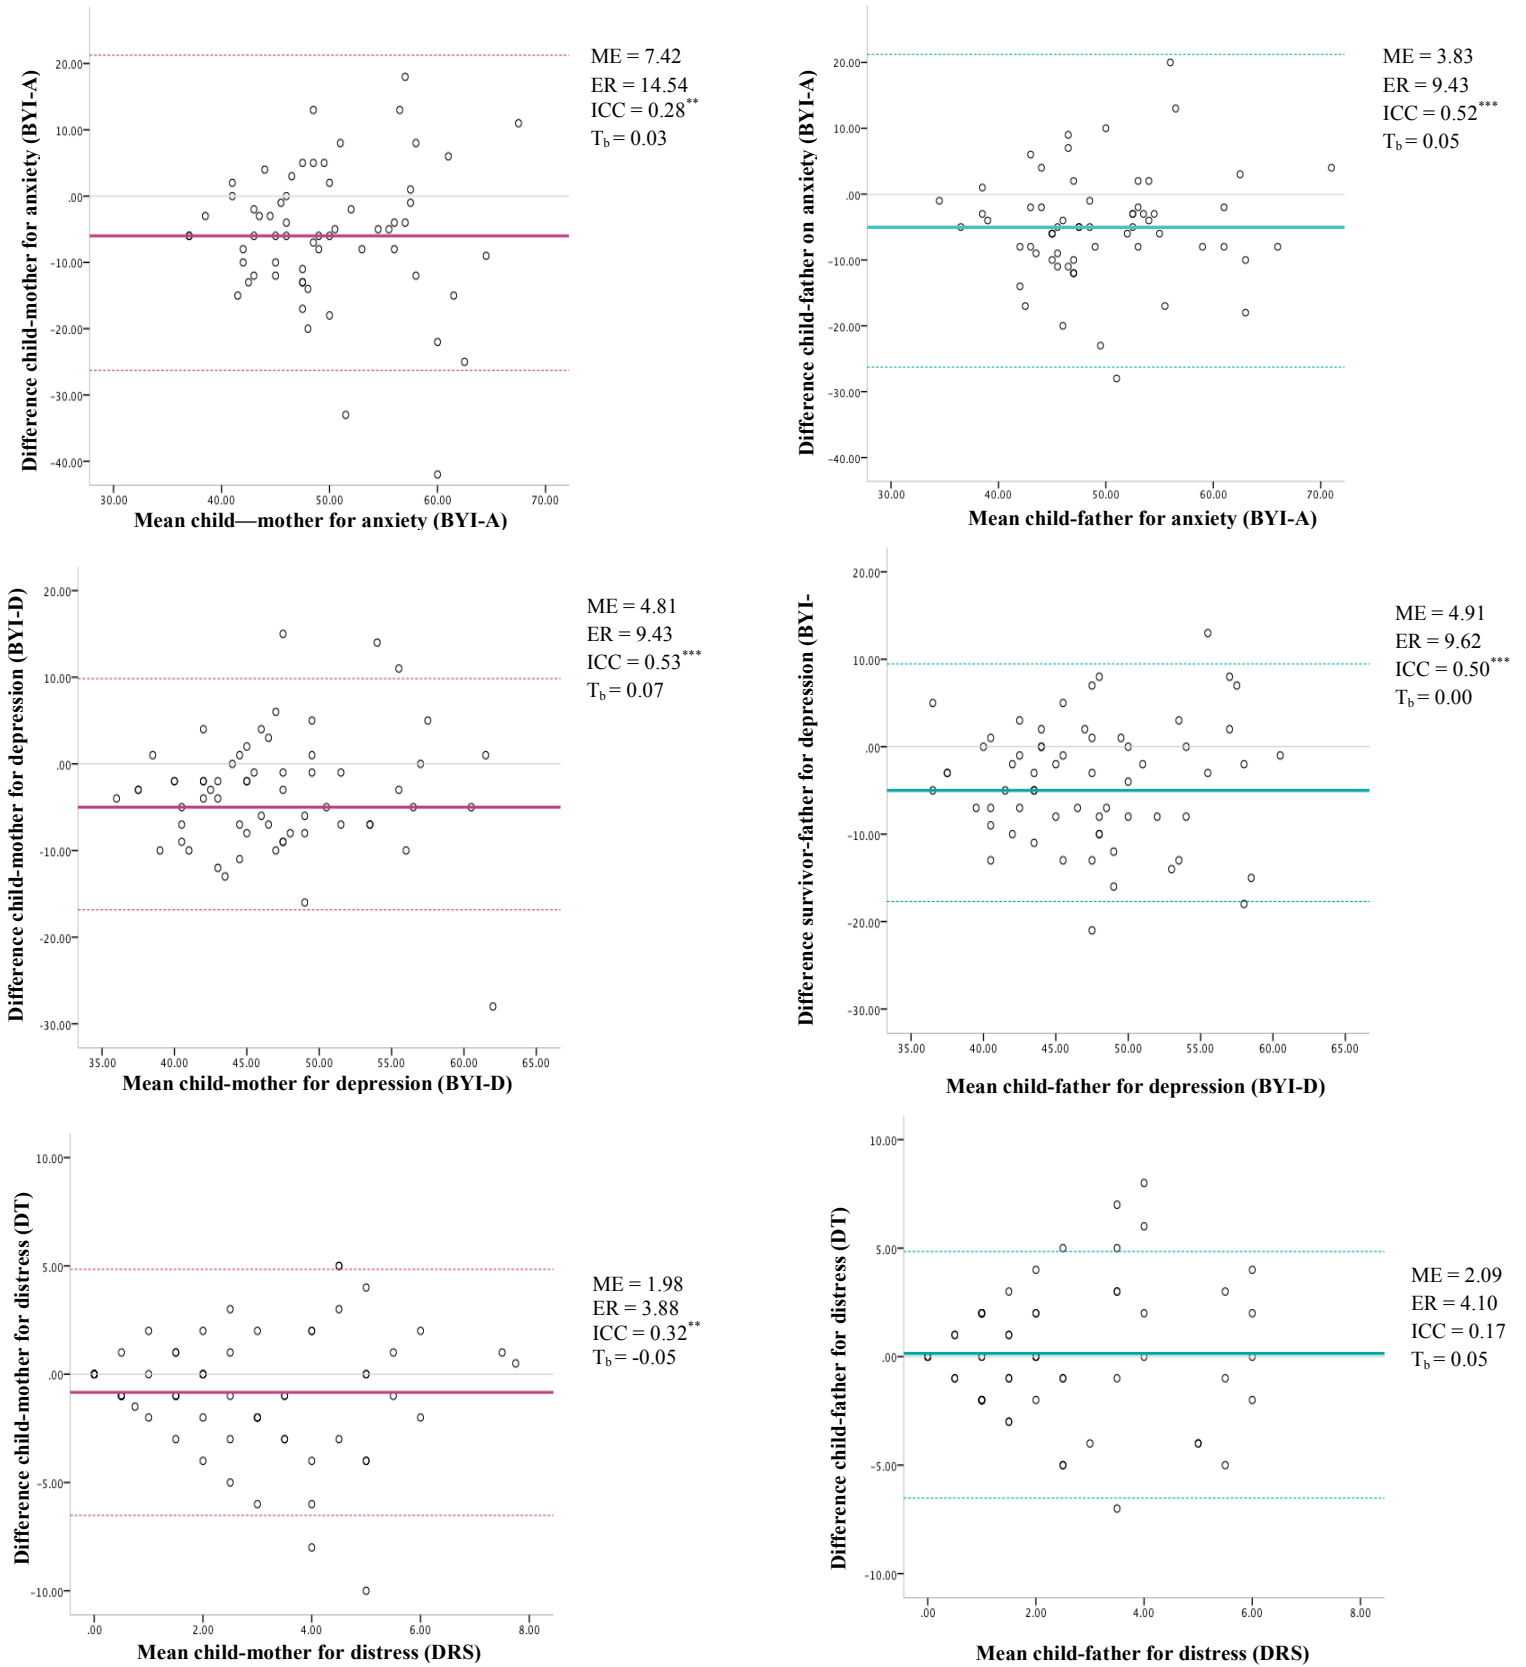 Difference child-mother for anxiety (BYI-A)
20.00
10.00
.00
-10.00
-20.00
-30.00
-40.00
30.00 40.00 50.00 60.00 70.00
Mean child—mother for anxiety (BYI-A)
ME = 7.42
ER = 14.54
ICC = 0.28**
Tb = 0.03
Difference child-father on anxiety (BYI-A)
20.00
10.00
.00
-10.00
-20.00
-30.00
-40.00
30.00 40.00 50.00 60.00 70.00
Mean child-father for anxiety (BYI-A)
ME = 3.83
ER = 9.43
ICC = 0.52***
Tb = 0.05
Difference child-mother for depression (BYI-D)
20.00
10.00
.00
-10.00
-20.00
-30.00
35.00 40.00 45.00 50.00 55.00 60.00 65.00
Mean child-mother for depression (BYI-D)
ME = 4.81
ER = 9.43
ICC = 0.53***
Tb = 0.07
Difference survivor-father for depression (BYI-
20.00
10.00
.00
-10.00
-20.00
-30.00
35.00 40.00 45.00 50.00 55.00 60.00 65.00
Mean child-father for depression (BYI-D)
ME = 4.91
ER = 9.62
ICC = 0.50***
Tb = 0.00
Difference child-mother for distress (DT)
10.00
5.00
.00
-5.00
-10.00
.00 2.00 4.00 6.00 8.00
Mean child-mother for distress (DRS)
ME = 1.98
ER = 3.88
ICC = 0.32**
Tb = -0.05
Difference child-father for distress (DT)
10.00
5.00
.00
-5.00
-10.00
.00 2.00 4.00 6.00 8.00
Mean child-father for distress (DRS)
ME = 2.09
ER = 4.10
ICC = 0.17
Tb = 0.05